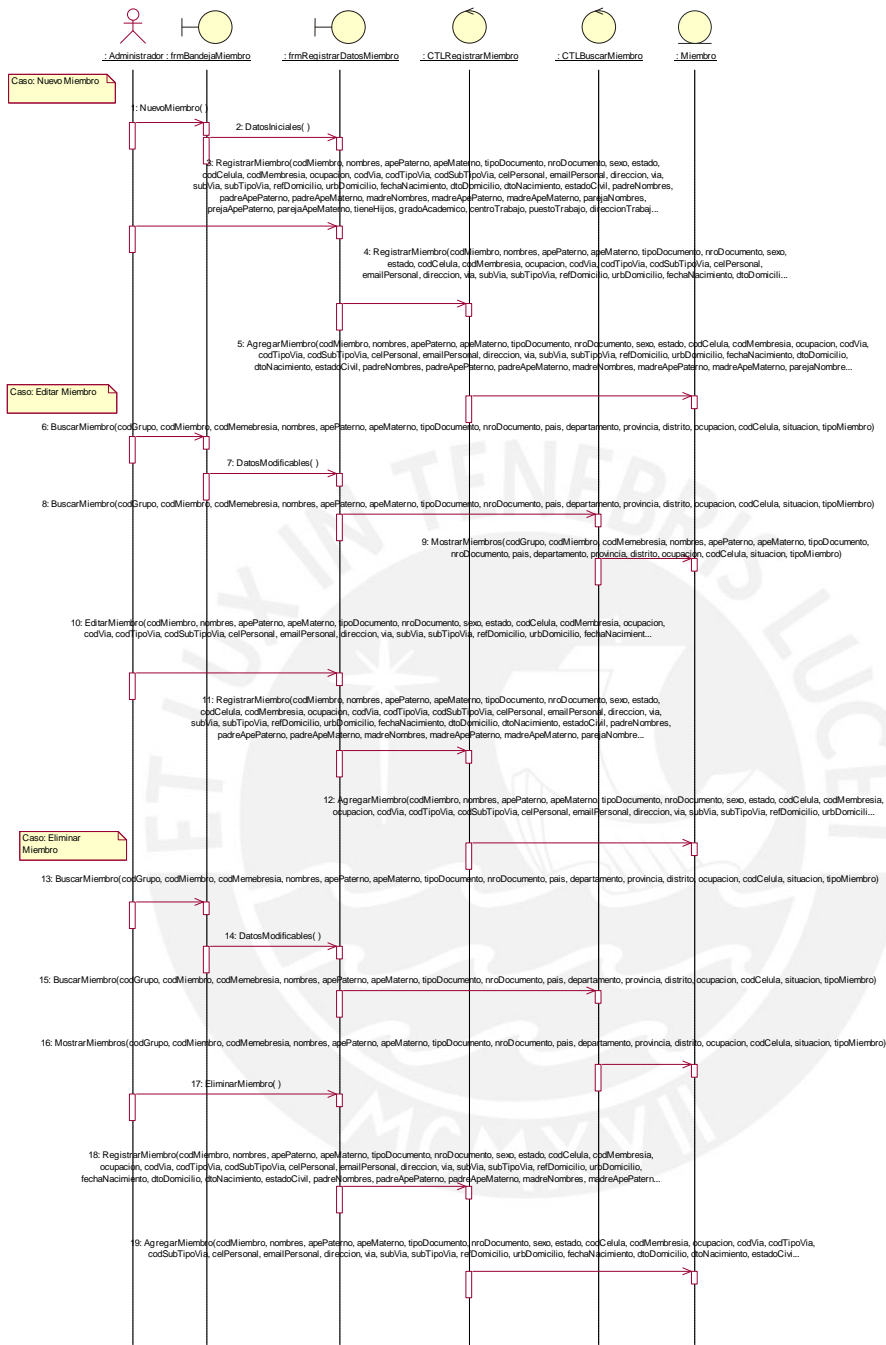 : Administrador : frmBandejaMiembro : frmRegistrarDatosMiembro : CTLRegistrarMiembro : CTLBuscarMiembro : Miembro
Caso: Nuevo Miembro
1: NuevoMiembro( )
2: DatosIniciales( )
3: RegistrarMiembro(codMiembro, nombres, apePaterno, apeMaterno, tipoDocumento, nroDocumento, sexo, estado,
codCelula, codMembresia, ocupacion, codVia, codTipoVia, codSubTipoVia, celPersonal, emailPersonal, direccion, via,
subVia, subTipoVia, refDomicilio, urbDomicilio, fechaNacimiento, dtoDomicilio, dtoNacimiento, estadoCivil, padreNombres,
padreApePaterno, padreApeMaterno, madreNombres, madreApePaterno, madreApeMaterno, parejaNombres,
prejaApePaterno, parejaApeMaterno, tieneHijos, gradoAcademico, centroTrabajo, puestoTrabajo, direccionTrabaj...
4: RegistrarMiembro(codMiembro, nombres, apePaterno, apeMaterno, tipoDocumento, nroDocumento, sexo,
estado, codCelula, codMembresia, ocupacion, codVia, codTipoVia, codSubTipoVia, celPersonal,
emailPersonal, direccion, via, subVia, subTipoVia, refDomicilio, urbDomicilio, fechaNacimiento, dtoDomicili...
5: AgregarMiembro(codMiembro, nombres, apePaterno, apeMaterno, tipoDocumento, nroDocumento, sexo, estado, codCelula, codMembresia, ocupacion, codVia,
codTipoVia, codSubTipoVia, celPersonal, emailPersonal, direccion, via, subVia, subTipoVia, refDomicilio, urbDomicilio, fechaNacimiento, dtoDomicilio,
dtoNacimiento, estadoCivil, padreNombres, padreApePaterno, padreApeMaterno, madreNombres, madreApePaterno, madreApeMaterno, parejaNombre...
Caso: Editar Miembro
6: BuscarMiembro(codGrupo, codMiembro, codMemebresia, nombres, apePaterno, apeMaterno, tipoDocumento, nroDocumento, pais, departamento, provincia, distrito, ocupacion, codCelula, situacion, tipoMiembro)
7: DatosModificables( )
8: BuscarMiembro(codGrupo, codMiembro, codMemebresia, nombres, apePaterno, apeMaterno, tipoDocumento, nroDocumento, pais, departamento, provincia, distrito, ocupacion, codCelula, situacion, tipoMiembro)
9: MostrarMiembros(codGrupo, codMiembro, codMemebresia, nombres, apePaterno, apeMaterno, tipoDocumento,
nroDocumento, pais, departamento, provincia, distrito, ocupacion, codCelula, situacion, tipoMiembro)
10: EditarMiembro(codMiembro, nombres, apePaterno, apeMaterno, tipoDocumento, nroDocumento, sexo, estado, codCelula, codMembresia, ocupacion,
codVia, codTipoVia, codSubTipoVia, celPersonal, emailPersonal, direccion, via, subVia, subTipoVia, refDomicilio, urbDomicilio, fechaNacimient...
11: RegistrarMiembro(codMiembro, nombres, apePaterno, apeMaterno, tipoDocumento, nroDocumento, sexo, estado,
codCelula, codMembresia, ocupacion, codVia, codTipoVia, codSubTipoVia, celPersonal, emailPersonal, direccion, via,
subVia, subTipoVia, refDomicilio, urbDomicilio, fechaNacimiento, dtoDomicilio, dtoNacimiento, estadoCivil, padreNombres,
padreApePaterno, padreApeMaterno, madreNombres, madreApePaterno, madreApeMaterno, parejaNombre...
12: AgregarMiembro(codMiembro, nombres, apePaterno, apeMaterno, tipoDocumento, nroDocumento, sexo, estado, codCelula, codMembresia,
ocupacion, codVia, codTipoVia, codSubTipoVia, celPersonal, emailPersonal, direccion, via, subVia, subTipoVia, refDomicilio, urbDomicili...
Caso: Eliminar
Miembro
13: BuscarMiembro(codGrupo, codMiembro, codMemebresia, nombres, apePaterno, apeMaterno, tipoDocumento, nroDocumento, pais, departamento, provincia, distrito, ocupacion, codCelula, situacion, tipoMiembro)
14: DatosModificables( )
15: BuscarMiembro(codGrupo, codMiembro, codMemebresia, nombres, apePaterno, apeMaterno, tipoDocumento, nroDocumento, pais, departamento, provincia, distrito, ocupacion, codCelula, situacion, tipoMiembro)
16: MostrarMiembros(codGrupo, codMiembro, codMemebresia, nombres, apePaterno, apeMaterno, tipoDocumento, nroDocumento, pais, departamento, provincia, distrito, ocupacion, codCelula, situacion, tipoMiembro)
17: EliminarMiembro( )
18: RegistrarMiembro(codMiembro, nombres, apePaterno, apeMaterno, tipoDocumento, nroDocumento, sexo, estado, codCelula, codMembresia,
ocupacion, codVia, codTipoVia, codSubTipoVia, celPersonal, emailPersonal, direccion, via, subVia, subTipoVia, refDomicilio, urbDomicilio,
fechaNacimiento, dtoDomicilio, dtoNacimiento, estadoCivil, padreNombres, padreApePaterno, padreApeMaterno, madreNombres, madreApePatern...
19: AgregarMiembro(codMiembro, nombres, apePaterno, apeMaterno, tipoDocumento, nroDocumento, sexo, estado, codCelula, codMembresia, ocupacion, codVia, codTipoVia,
codSubTipoVia, celPersonal, emailPersonal, direccion, via, subVia, subTipoVia, refDomicilio, urbDomicilio, fechaNacimiento, dtoDomicilio, dtoNacimiento, estadoCivi...
ET LUX IN TENEBRIS LUCET
MCMXVII